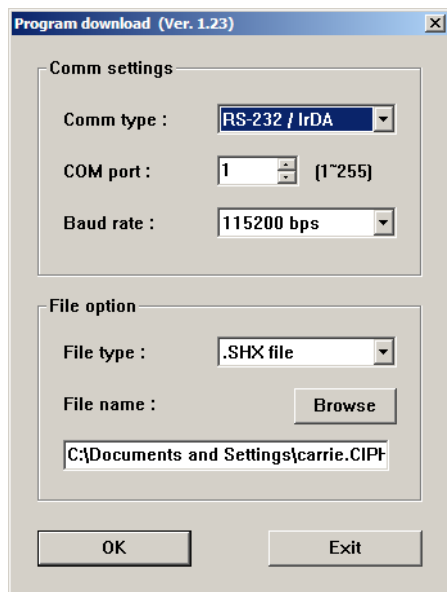 Program download (Ver. 1.23)
Comm settings
Comm type : RS-232 / IrDA
COM port : 1 (1~255)
Baud rate : 115200 bps
File option
File type : .SHX file
File name : Browse
C:\Documents and Settings\carrie.CIPH
OK Exit